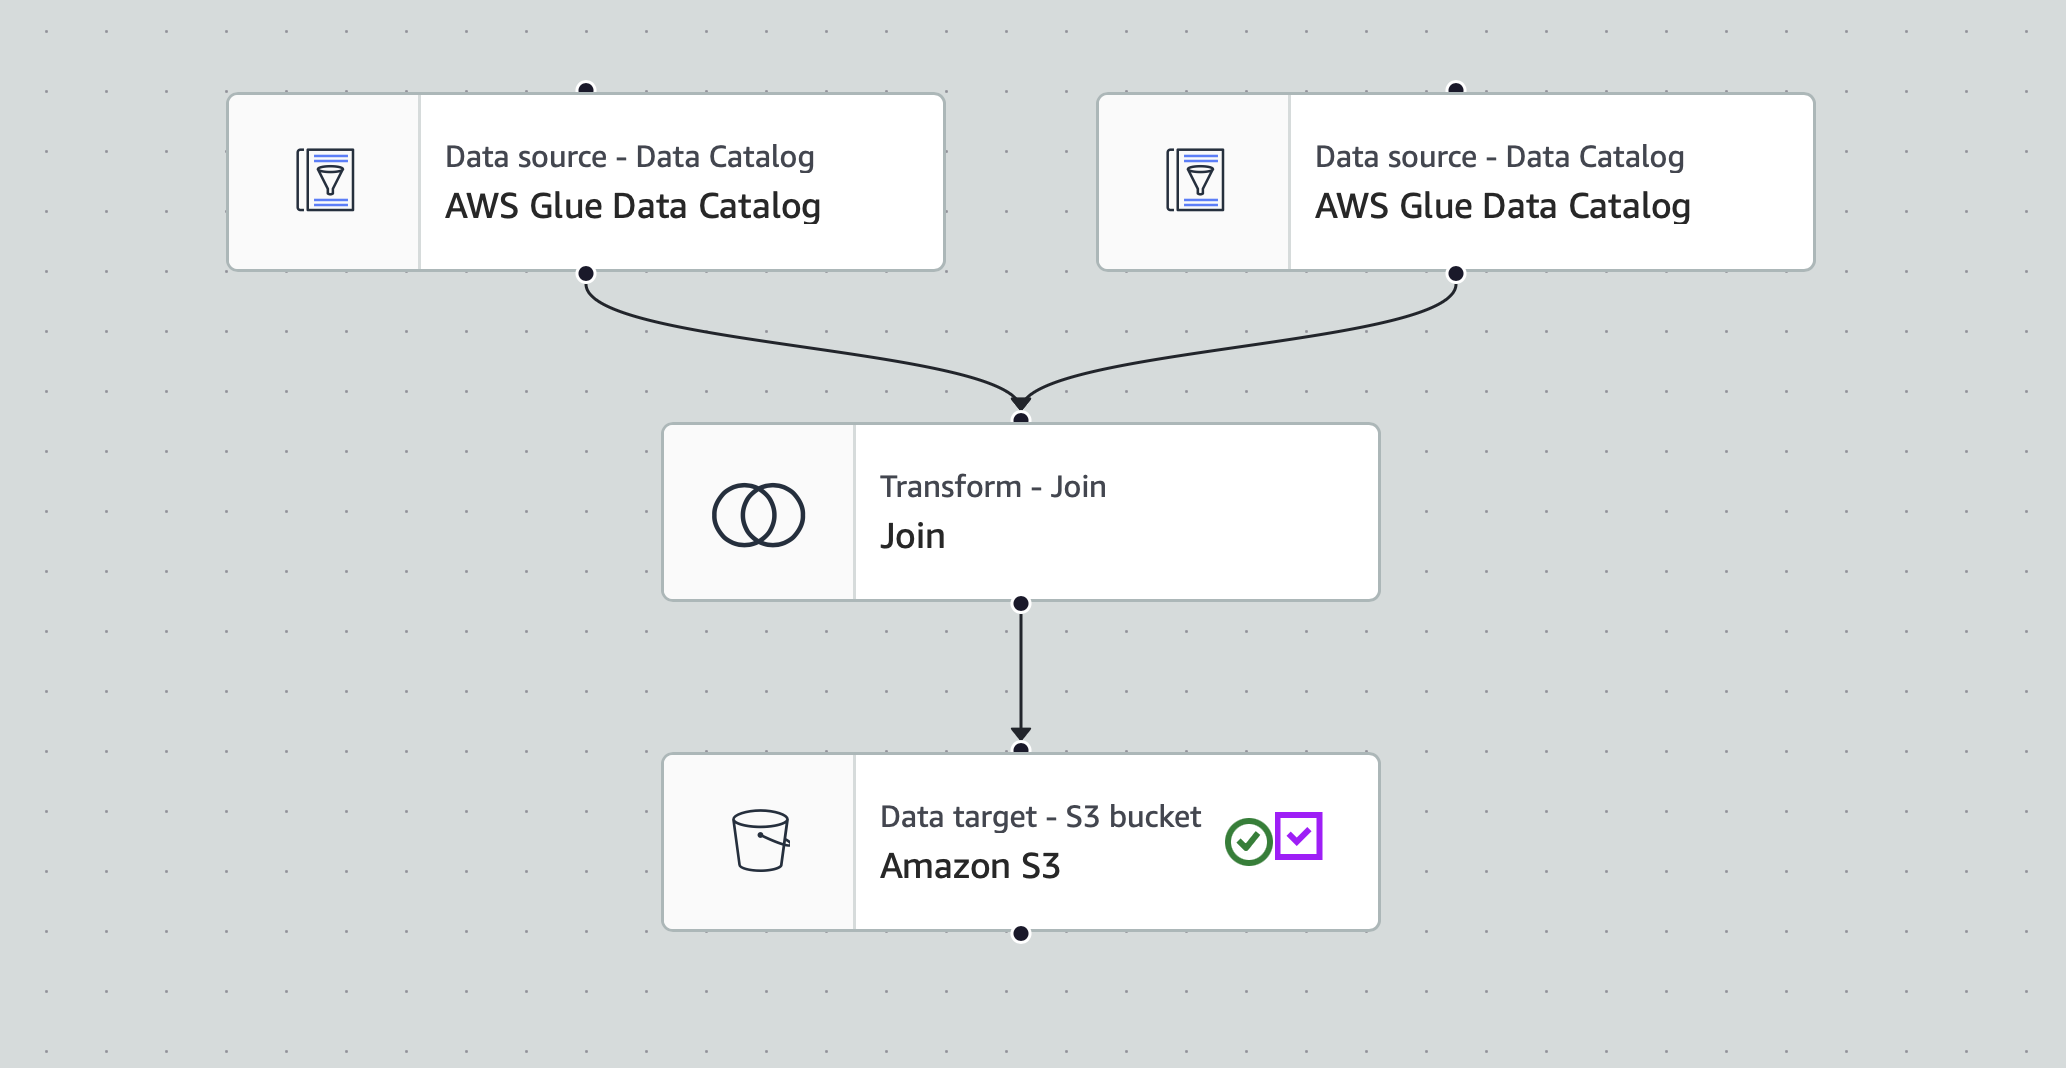 Data source - Data Catalog
AWS Glue Data Catalog
Data source - Data Catalog
AWS Glue Data Catalog
Transform - Join
Join
Data target - S3 bucket
Amazon S3